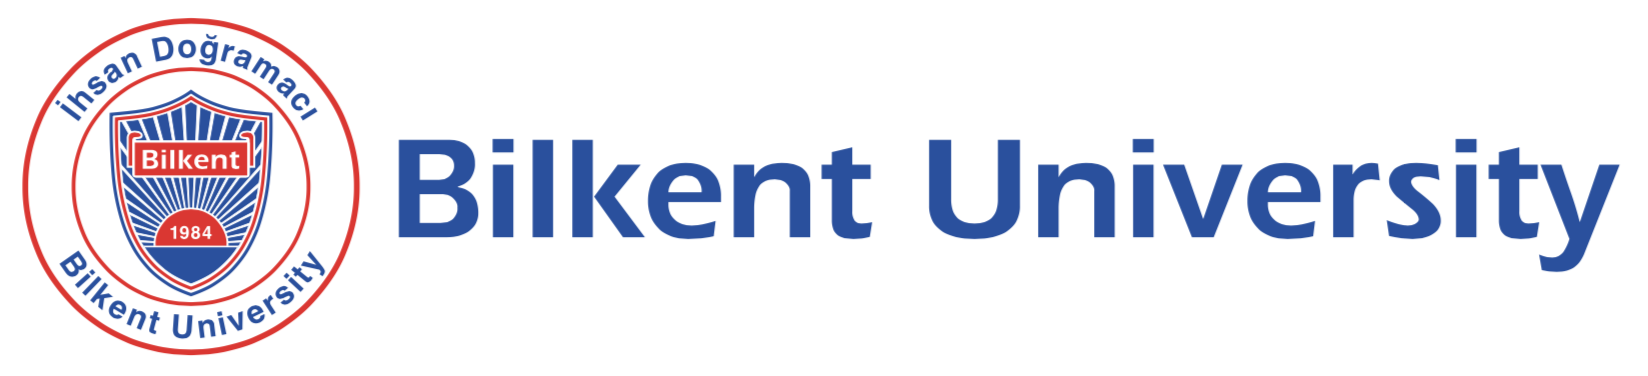 İhsan Doğramacı
Bilkent
1984
Bilkent University
Bilkent University